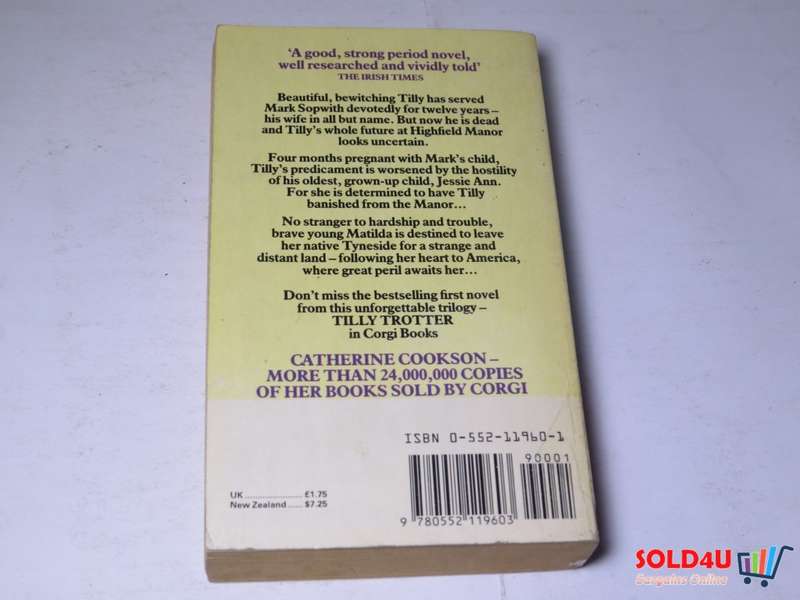 ‘A good, strong period novel,
well researched and vividly told’
THE IRISH TIMES
Beautiful, bewitching Tilly has served
Mark Sopwith devotedly for twelve years –
his wife in all but name. But now he is dead
and Tilly’s whole future at Highfield Manor
looks uncertain.
Four months pregnant with Mark’s child,
Tilly’s predicament is worsened by the hostility
of his oldest, grown-up child, Jessie Ann.
For she is determined to have Tilly
banished from the Manor…
No stranger to hardship and trouble,
brave young Matilda is destined to leave
her native Tyneside for a strange and
distant land – following her heart to America,
where great peril awaits her…
Don’t miss the bestselling first novel
from this unforgettable trilogy –
TILLY TROTTER
in Corgi Books
CATHERINE COOKSON –
MORE THAN 24,000,000 COPIES
OF HER BOOKS SOLD BY CORGI
ISBN 0-552-11960-1
90001
UK ..................... £1.75
New Zealand ..... $7.25
9 780552 119603
SOLD4U
Bargains Online